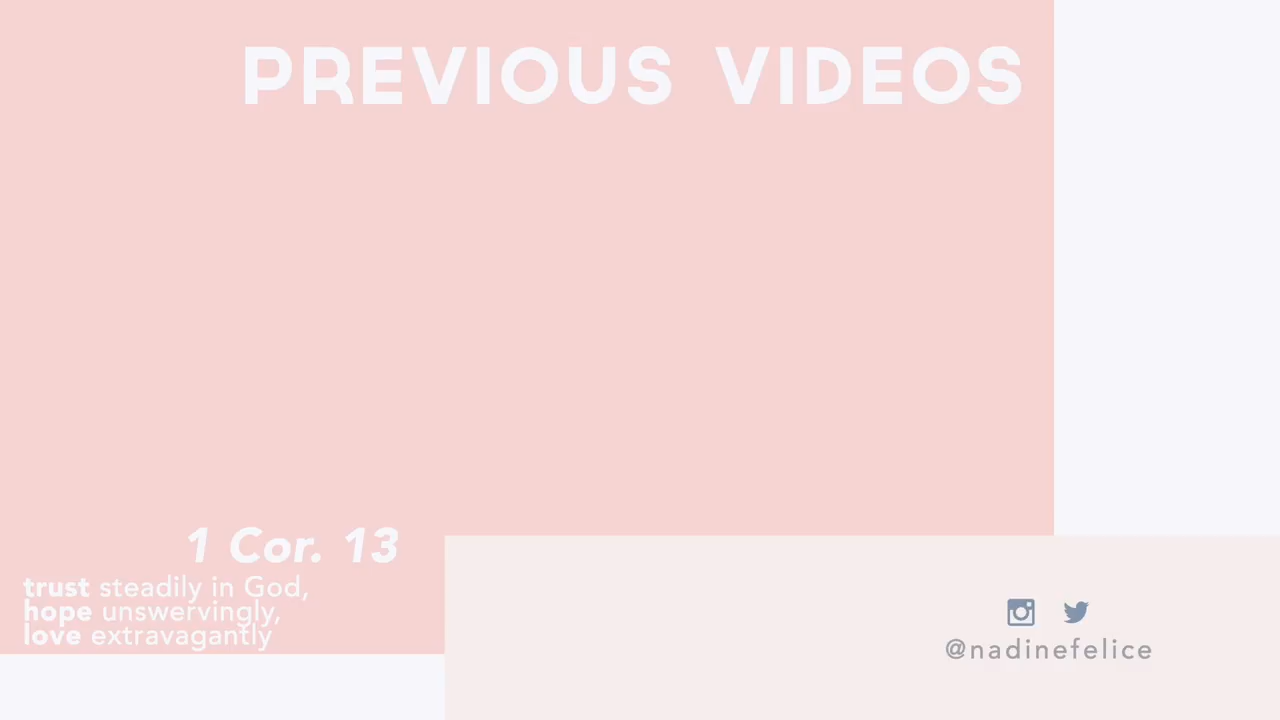 PREVIOUS VIDEOS
1 Cor. 13
trust steadily in God,
hope unswervingly,
love extravagantly
@nadinefelice